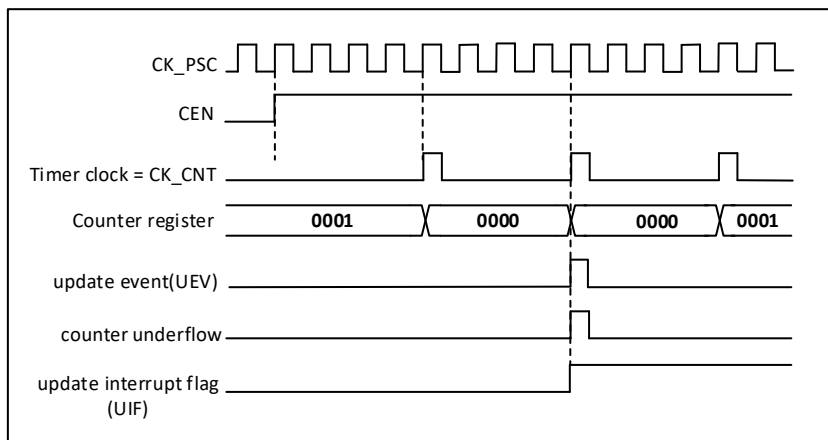 CK_PSC
CEN
Timer clock = CK_CNT
Counter register 0001 0000 0000 0001
update event(UEV)
counter underflow
update interrupt flag
(UIF)